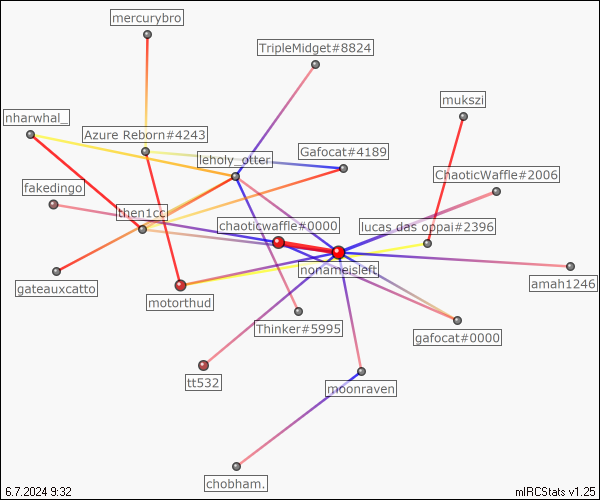 mercurybro
TripleMidget#8824
mukszi
nharwhal_
Azure Reborn#4243
leholy_otter
Gafocat#4189
ChaoticWaffle#2006
fakedingo
then1cc
chaoticwaffle#0000
lucas das oppai#2396
nonameisleft
gateauxcatto
motorthud
amah1246
Thinker#5995
gafocat#0000
tt532
moonraven
chobham.
6.7.2024 9:32
mIRCStats v1.25